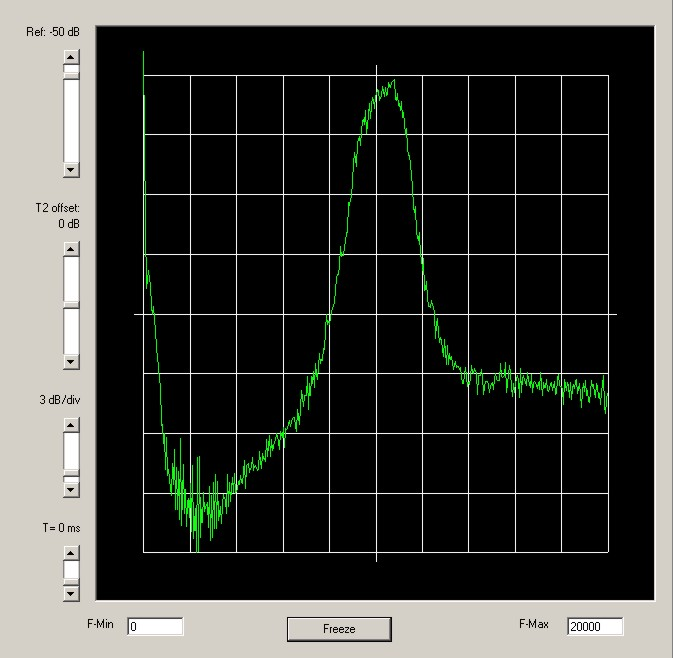 Ref: -50 dB
T2 offset:
0 dB
3 dB/div
T= 0 ms
F-Min 0 Freeze F-Max 20000